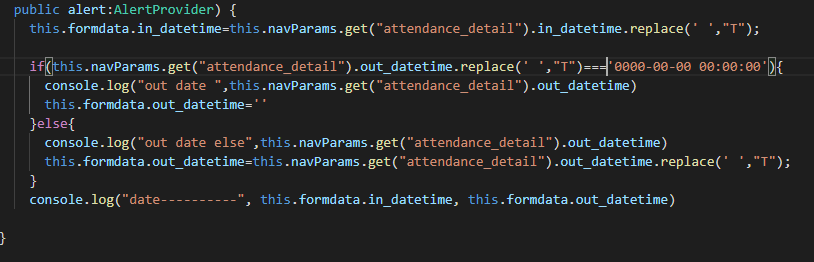 public alert:AlertProvider) {
this.formdata.in_datetime=this.navParams.get("attendance_detail").in_datetime.replace(' ',"T");
if(this.navParams.get("attendance_detail").out_datetime.replace(' ',"T")==='0000-00-00 00:00:00'){
console.log("out date ",this.navParams.get("attendance_detail").out_datetime)
this.formdata.out_datetime=''
}else{
console.log("out date else",this.navParams.get("attendance_detail").out_datetime)
this.formdata.out_datetime=this.navParams.get("attendance_detail").out_datetime.replace(' ',"T");
}
console.log("date----------", this.formdata.in_datetime, this.formdata.out_datetime)
}